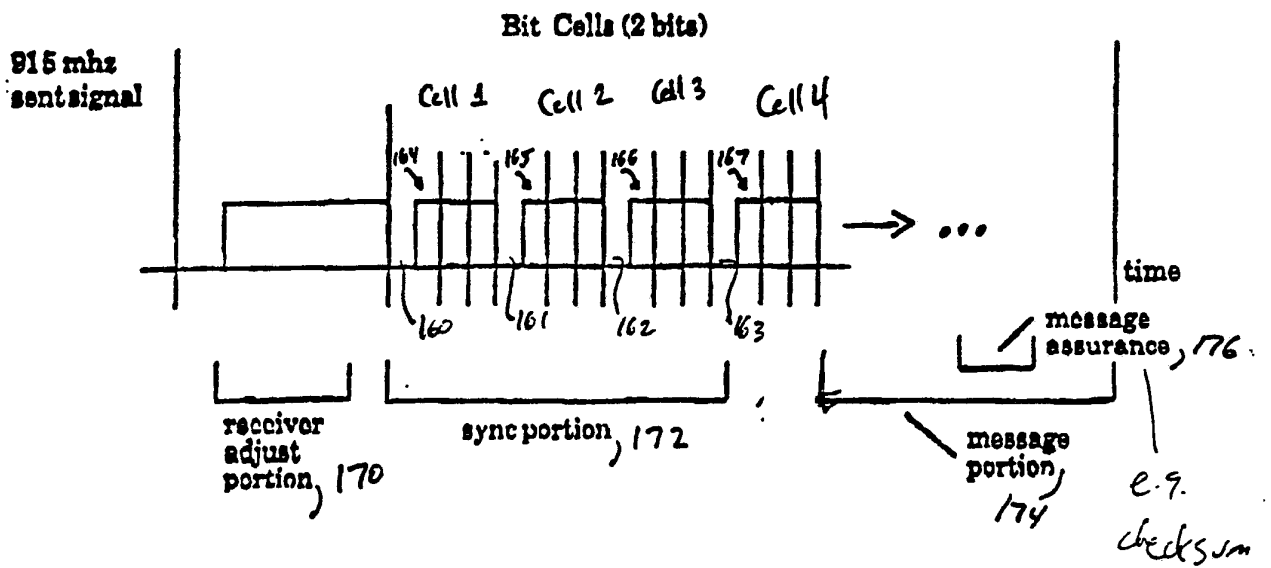 Bit Cells (2 bits)
915 mhz
sent signal
Cell 1 Cell 2 Cell 3 Cell 4
164 165 166 167
...
time
160 161 162 163
message
assurance, 176
receiver
adjust
portion, 170
sync portion, 172
message
portion, 174
e.g.
checksum